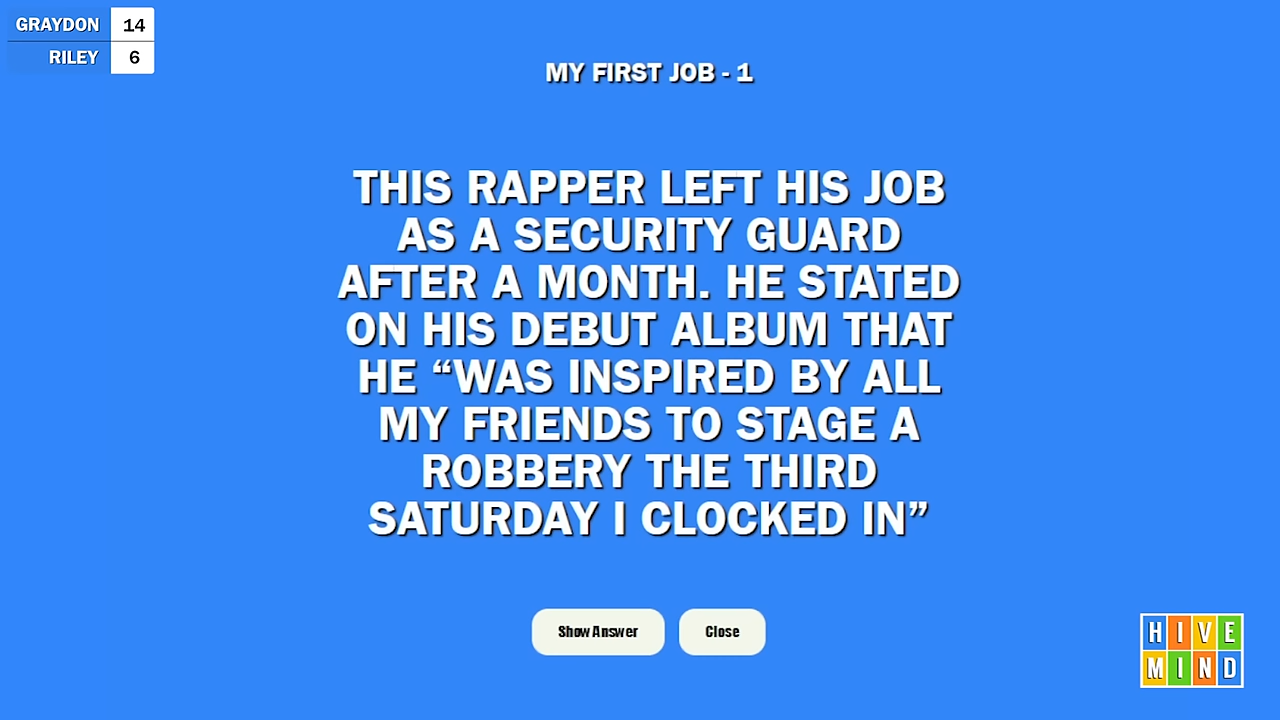 GRAYDON 14
RILEY 6
MY FIRST JOB - 1
THIS RAPPER LEFT HIS JOB
AS A SECURITY GUARD
AFTER A MONTH. HE STATED
ON HIS DEBUT ALBUM THAT
HE “WAS INSPIRED BY ALL
MY FRIENDS TO STAGE A
ROBBERY THE THIRD
SATURDAY I CLOCKED IN”
Show Answer
Close
HIVE
MIND